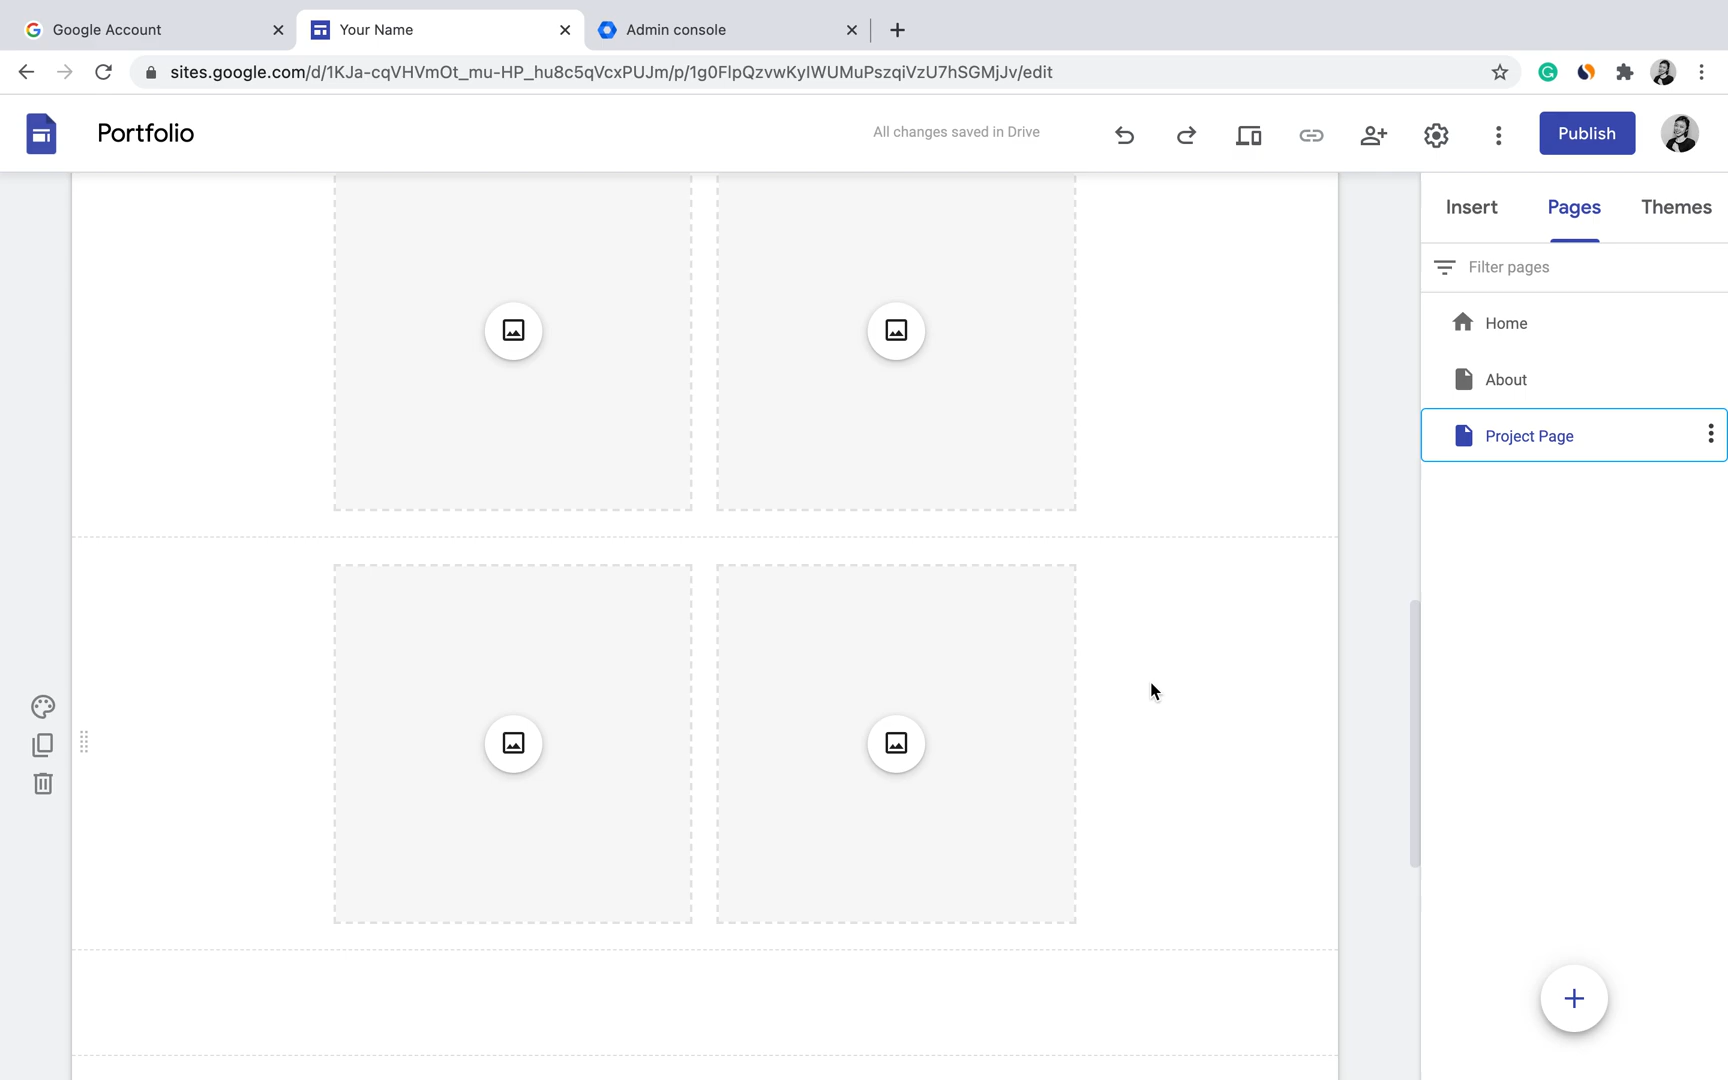 Google Account
Your Name
Admin console
sites.google.com/d/1KJa-cqVHVmOt_mu-HP_hu8c5qVcxPUJm/p/1g0FIpQzvwKyIWUMuPszqiVzU7hSGMjJv/edit
Portfolio
All changes saved in Drive
Publish
Insert
Pages
Themes
Filter pages
Home
About
Project Page